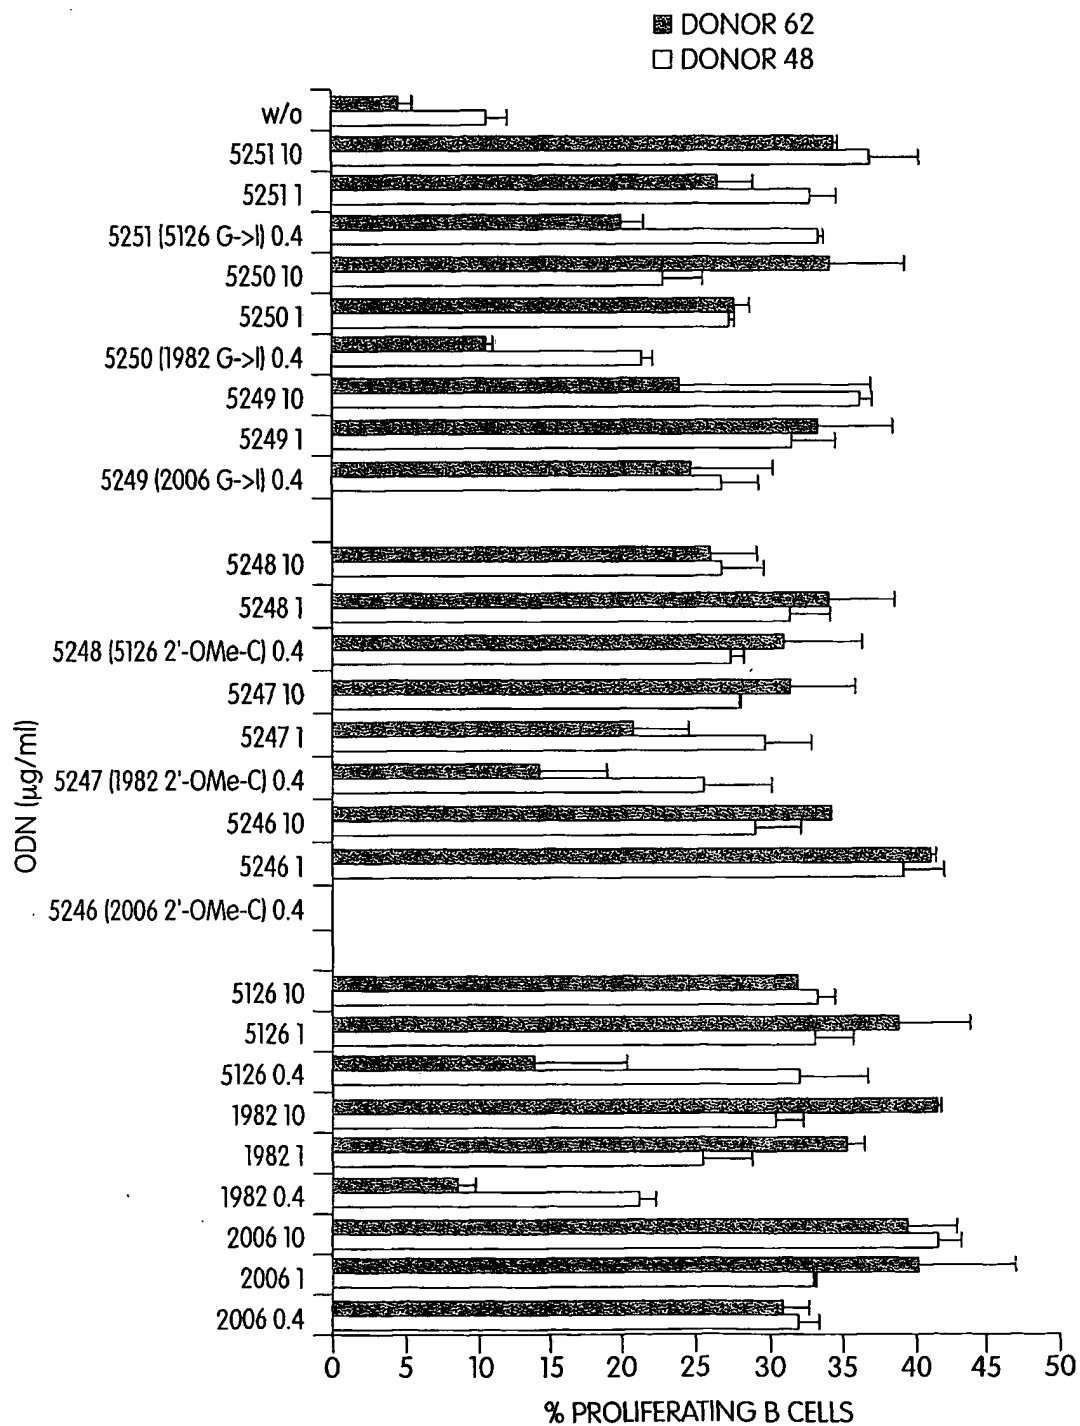 DONOR 62
DONOR 48
w/o
5251 10
5251 1
5251 (5126 G->I) 0.4
5250 10
5250 1
5250 (1982 G->I) 0.4
5249 10
5249 1
5249 (2006 G->I) 0.4
5248 10
5248 1
5248 (5126 2'-OMe-C) 0.4
5247 10
5247 1
5247 (1982 2'-OMe-C) 0.4
5246 10
5246 1
5246 (2006 2'-OMe-C) 0.4
5126 10
5126 1
5126 0.4
1982 10
1982 1
1982 0.4
2006 10
2006 1
2006 0.4
ODN (µg/ml)
0 5 10 15 20 25 30 35 40 45 50
% PROLIFERATING B CELLS